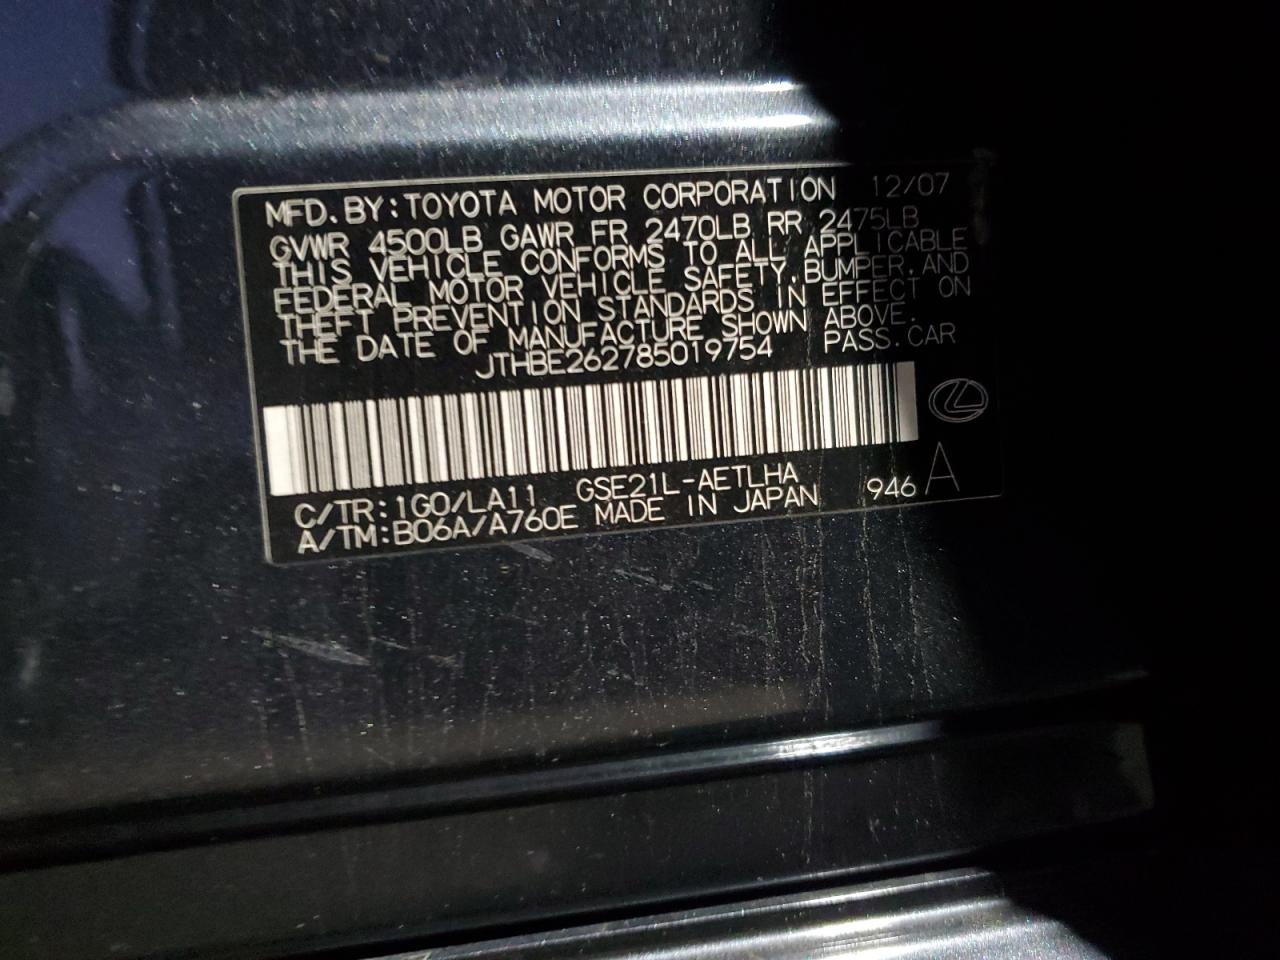 MFD.BY:TOYOTA MOTOR CORPORATION 12/07
GVWR 4500LB GAWR FR 2470LB RR 2475LB
THIS VEHICLE CONFORMS TO ALL APPLICABLE
FEDERAL MOTOR VEHICLE SAFETY,BUMPER,AND
THEFT PREVENTION STANDARDS IN EFFECT ON
THE DATE OF MANUFACTURE SHOWN ABOVE.
JTHBE262785019754 PASS.CAR
C/TR:1G0/LA11 GSE21L-AETLHA
A/TM:B06A/A760E MADE IN JAPAN 946 A